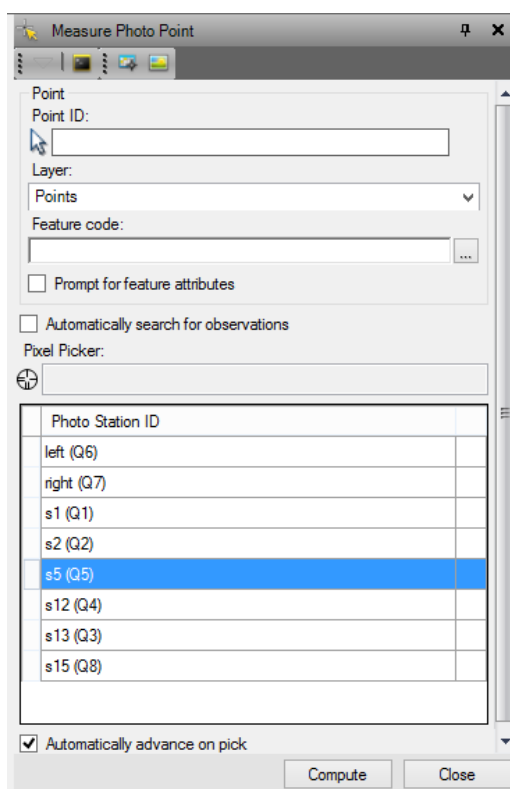 Measure Photo Point
Point
Point ID:
Layer:
Points
Feature code:
...
Prompt for feature attributes
Automatically search for observations
Pixel Picker:
Photo Station ID
left (Q6)
right (Q7)
s1 (Q1)
s2 (Q2)
s5 (Q5)
s12 (Q4)
s13 (Q3)
s15 (Q8)
Automatically advance on pick
Compute Close